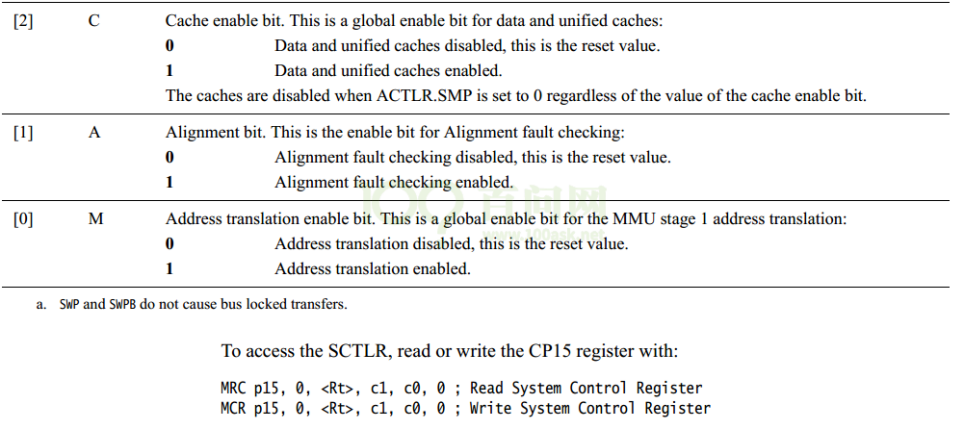 [2] C Cache enable bit. This is a global enable bit for data and unified caches:
0 Data and unified caches disabled, this is the reset value.
1 Data and unified caches enabled.
The caches are disabled when ACTLR.SMP is set to 0 regardless of the value of the cache enable bit.
[1] A Alignment bit. This is the enable bit for Alignment fault checking:
0 Alignment fault checking disabled, this is the reset value.
1 Alignment fault checking enabled.
百问网
www.100ask.net
[0] M Address translation enable bit. This is a global enable bit for the MMU stage 1 address translation:
0 Address translation disabled, this is the reset value.
1 Address translation enabled.
a. SWP and SWPB do not cause bus locked transfers.
To access the SCTLR, read or write the CP15 register with:
MRC p15, 0, <Rt>, c1, c0, 0 ; Read System Control Register
MCR p15, 0, <Rt>, c1, c0, 0 ; Write System Control Register